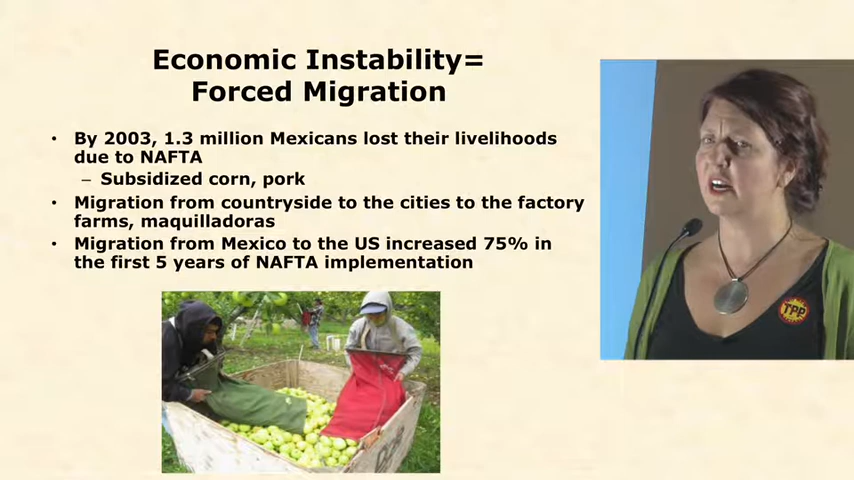 Economic Instability=
Forced Migration
• By 2003, 1.3 million Mexicans lost their livelihoods
due to NAFTA
– Subsidized corn, pork
• Migration from countryside to the cities to the factory
farms, maquilladoras
• Migration from Mexico to the US increased 75% in
the first 5 years of NAFTA implementation
TPP